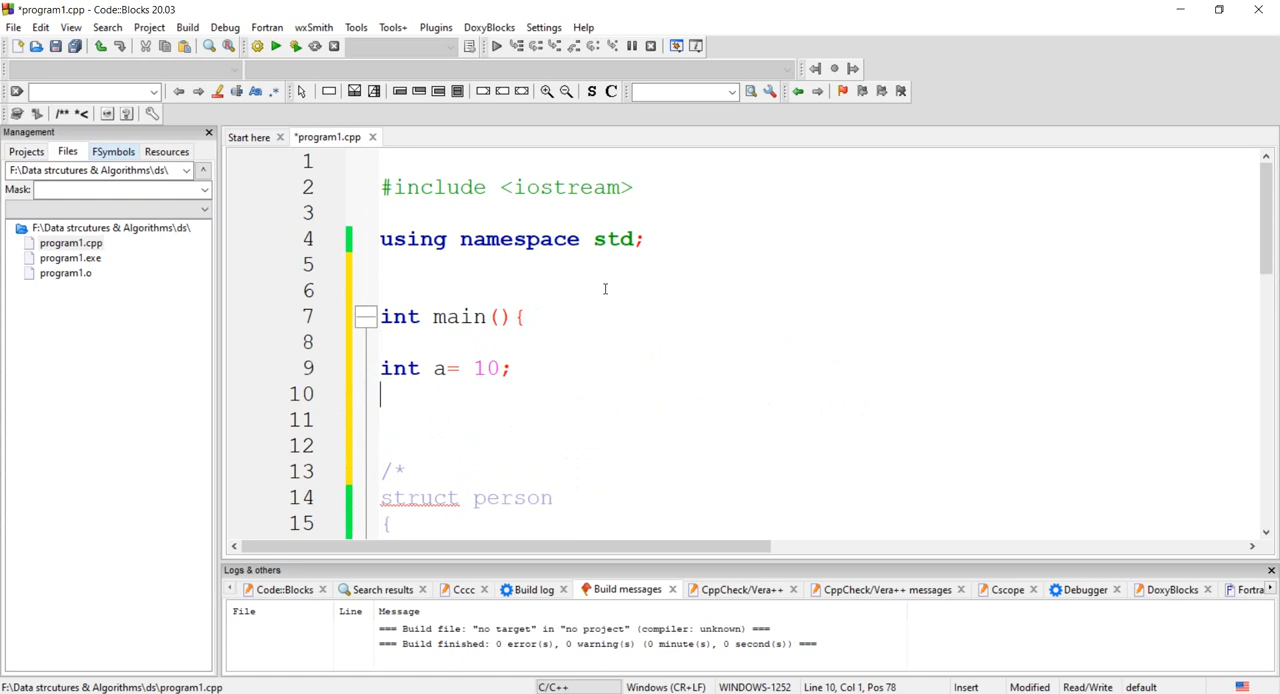 *program1.cpp - Code::Blocks 20.03
File Edit View Search Project Build Debug Fortran wxSmith Tools Tools+ Plugins DoxyBlocks Settings Help
S C
/** *<
Management
Start here *program1.cpp
Projects Files FSymbols Resources
F:\Data strcutures & Algorithms\ds\
Mask:
F:\Data strcutures & Algorithms\ds\
program1.cpp
program1.exe
program1.o
1
2 #include <iostream>
3
4 using namespace std;
5
6
7 int main(){
8
9 int a= 10;
10
11
12
13 /*
14 struct person
15 {
Logs & others
Code::Blocks Search results Cccc Build log Build messages CppCheck/Vera++ CppCheck/Vera++ messages Cscope Debugger DoxyBlocks Fortra
File Line Message
=== Build file: "no target" in "no project" (compiler: unknown) ===
=== Build finished: 0 error(s), 0 warning(s) (0 minute(s), 0 second(s)) ===
F:\Data strcutures & Algorithms\ds\program1.cpp C/C++ Windows (CR+LF) WINDOWS-1252 Line 10, Col 1, Pos 78 Insert Modified Read/Write default